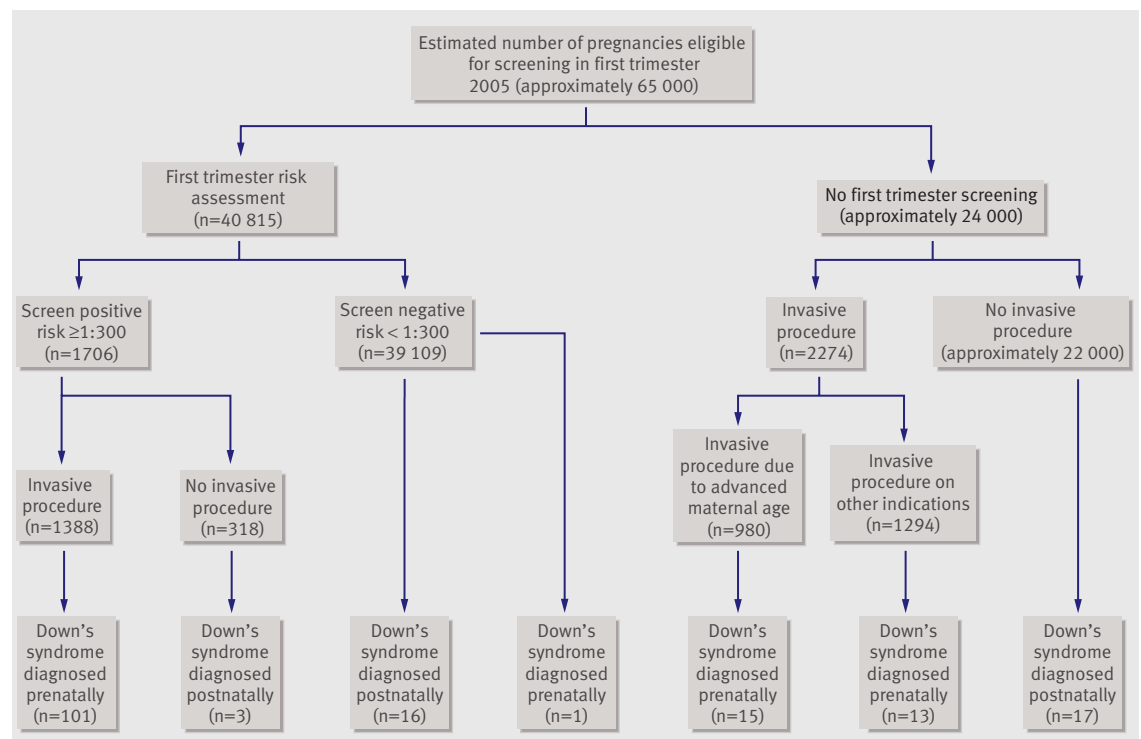 Estimated number of pregnancies eligible
for screening in first trimester
2005 (approximately 65 000)
First trimester risk
assessment
(n=40 815)
No first trimester screening
(approximately 24 000)
Screen positive
risk ≥1:300
(n=1706)
Screen negative
risk < 1:300
(n=39 109)
Invasive
procedure
(n=2274)
No invasive
procedure
(approximately 22 000)
Invasive
procedure
(n=1388)
No invasive
procedure
(n=318)
Invasive
procedure due
to advanced
maternal age
(n=980)
Invasive
procedure on
other indications
(n=1294)
Down's
syndrome
diagnosed
prenatally
(n=101)
Down's
syndrome
diagnosed
postnatally
(n=3)
Down's
syndrome
diagnosed
postnatally
(n=16)
Down's
syndrome
diagnosed
prenatally
(n=1)
Down's
syndrome
diagnosed
prenatally
(n=15)
Down's
syndrome
diagnosed
prenatally
(n=13)
Down's
syndrome
diagnosed
postnatally
(n=17)